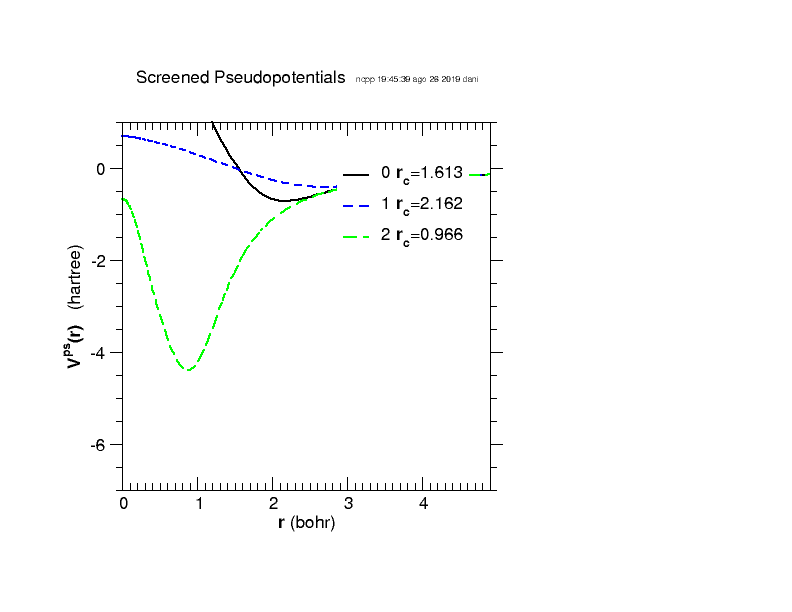 Screened Pseudopotentials ncpp 19:45:39 ago 26 2019 dani
0 rc=1.613
1 rc=2.162
2 rc=0.966
0
-2
-4
-6
Vps(r) (hartree)
0 1 2 3 4
r (bohr)